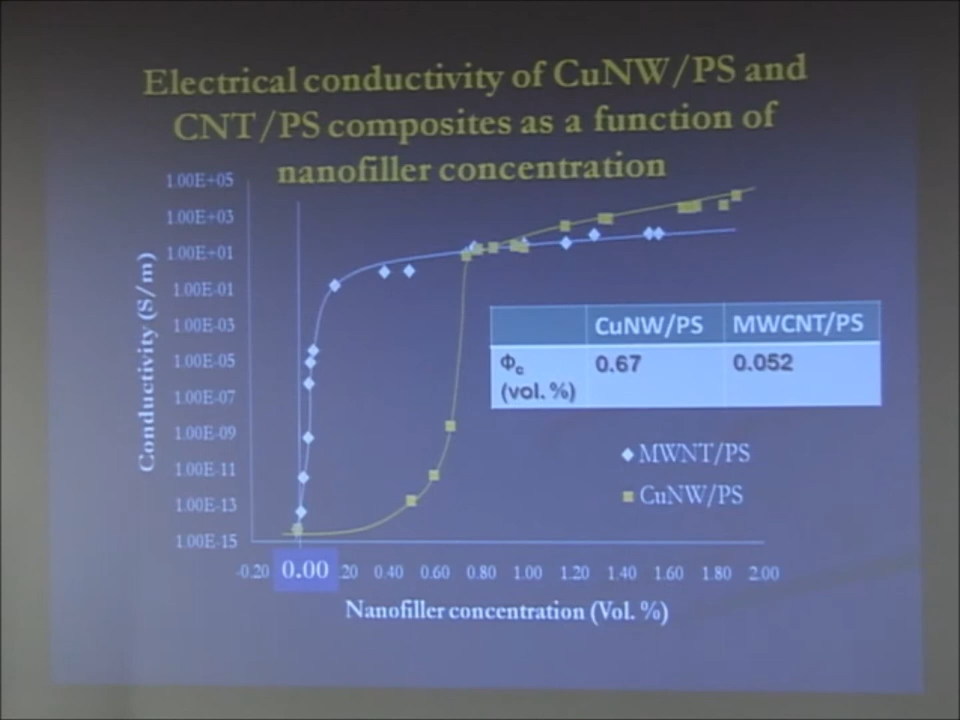 Electrical conductivity of CuNW/PS and
CNT/PS composites as a function of
nanofiller concentration
1.00E+05
1.00E+03
1.00E+01
1.00E-01
1.00E-03
1.00E-05
1.00E-07
1.00E-09
1.00E-11
1.00E-13
1.00E-15
Conductivity (S/m)
CuNW/PS MWCNT/PS
Φc 0.67 0.052
(vol. %)
MWNT/PS
CuNW/PS
-0.20 0.00 20 0.40 0.60 0.80 1.00 1.20 1.40 1.60 1.80 2.00
Nanofiller concentration (Vol. %)